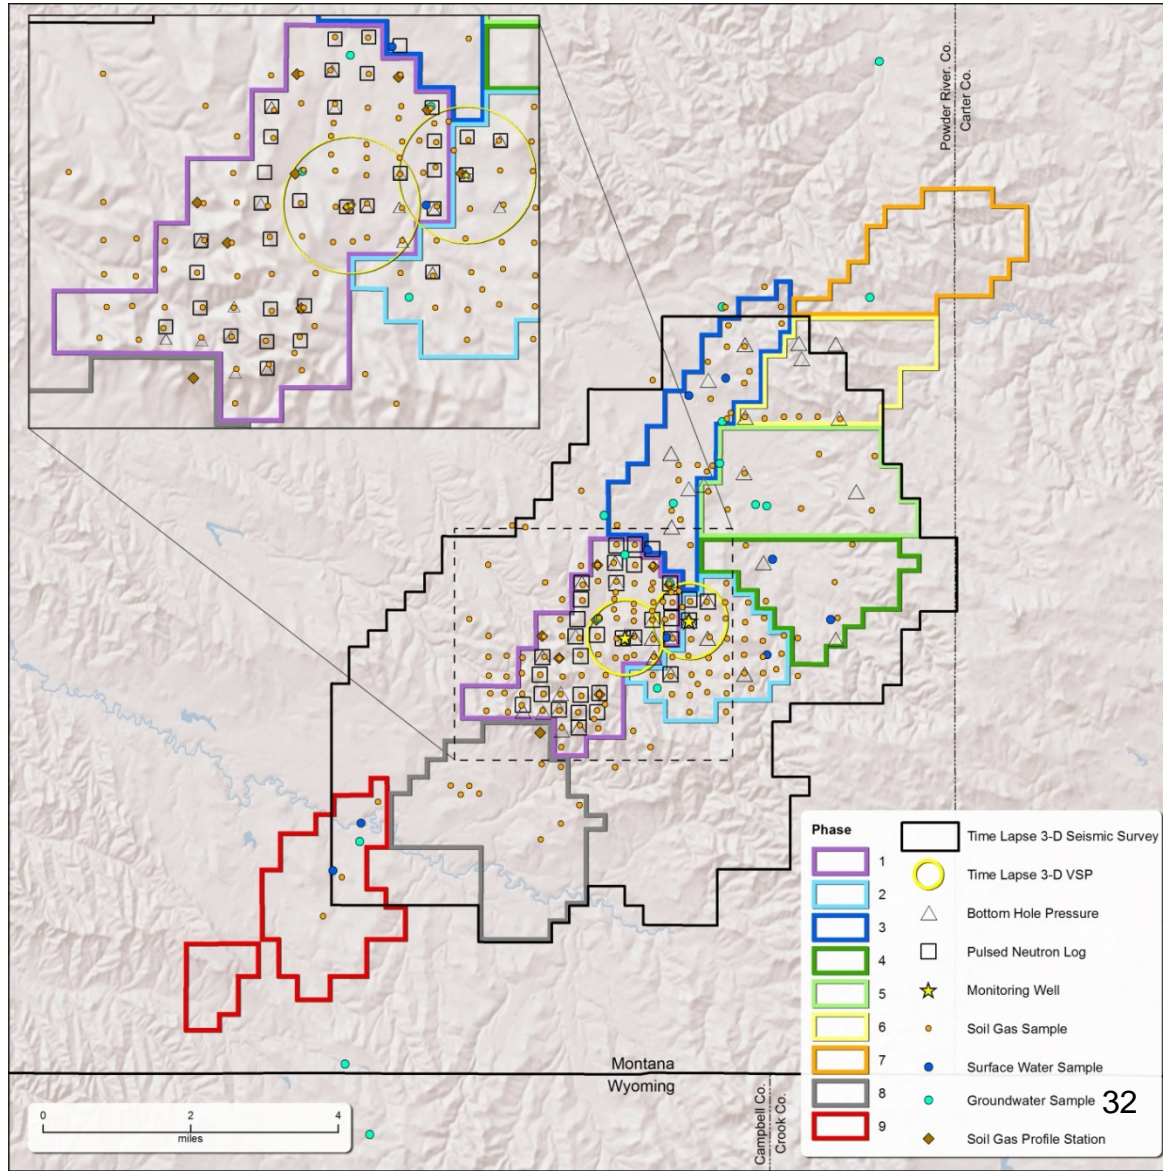 Powder River. Co.
Carter Co.
Phase
1
2
3
4
5
6
7
8
9
Time Lapse 3-D Seismic Survey
Time Lapse 3-D VSP
Bottom Hole Pressure
Pulsed Neutron Log
Monitoring Well
Soil Gas Sample
Surface Water Sample
Groundwater Sample
Soil Gas Profile Station
32
Montana
Wyoming
Campbell Co.
Crook Co.
0 2 4
miles